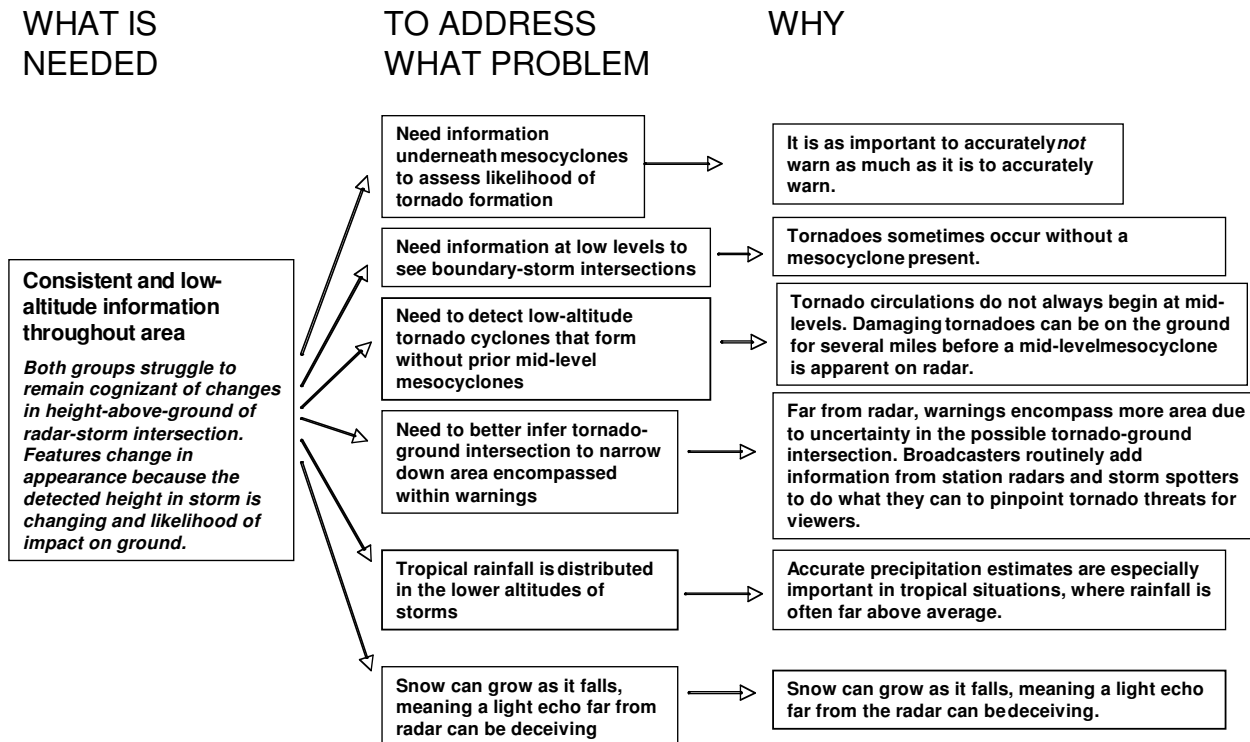 WHAT IS
NEEDED
TO ADDRESS
WHAT PROBLEM
WHY
Consistent and low-
altitude information
throughout area
Both groups struggle to
remain cognizant of changes
in height-above-ground of
radar-storm intersection.
Features change in
appearance because the
detected height in storm is
changing and likelihood of
impact on ground.
Need information
underneath mesocyclones
to assess likelihood of
tornado formation
It is as important to accurately not
warn as much as it is to accurately
warn.
Need information at low levels to
see boundary-storm intersections
Tornadoes sometimes occur without a
mesocyclone present.
Need to detect low-altitude
tornado cyclones that form
without prior mid-level
mesocyclones
Tornado circulations do not always begin at mid-
levels. Damaging tornadoes can be on the ground
for several miles before a mid-level mesocyclone
is apparent on radar.
Need to better infer tornado-
ground intersection to narrow
down area encompassed
within warnings
Far from radar, warnings encompass more area due
to uncertainty in the possible tornado-ground
intersection. Broadcasters routinely add
information from station radars and storm spotters
to do what they can to pinpoint tornado threats for
viewers.
Tropical rainfall is distributed
in the lower altitudes of
storms
Accurate precipitation estimates are especially
important in tropical situations, where rainfall is
often far above average.
Snow can grow as it falls,
meaning a light echo far from
radar can be deceiving
Snow can grow as it falls, meaning a light echo
far from the radar can be deceiving.